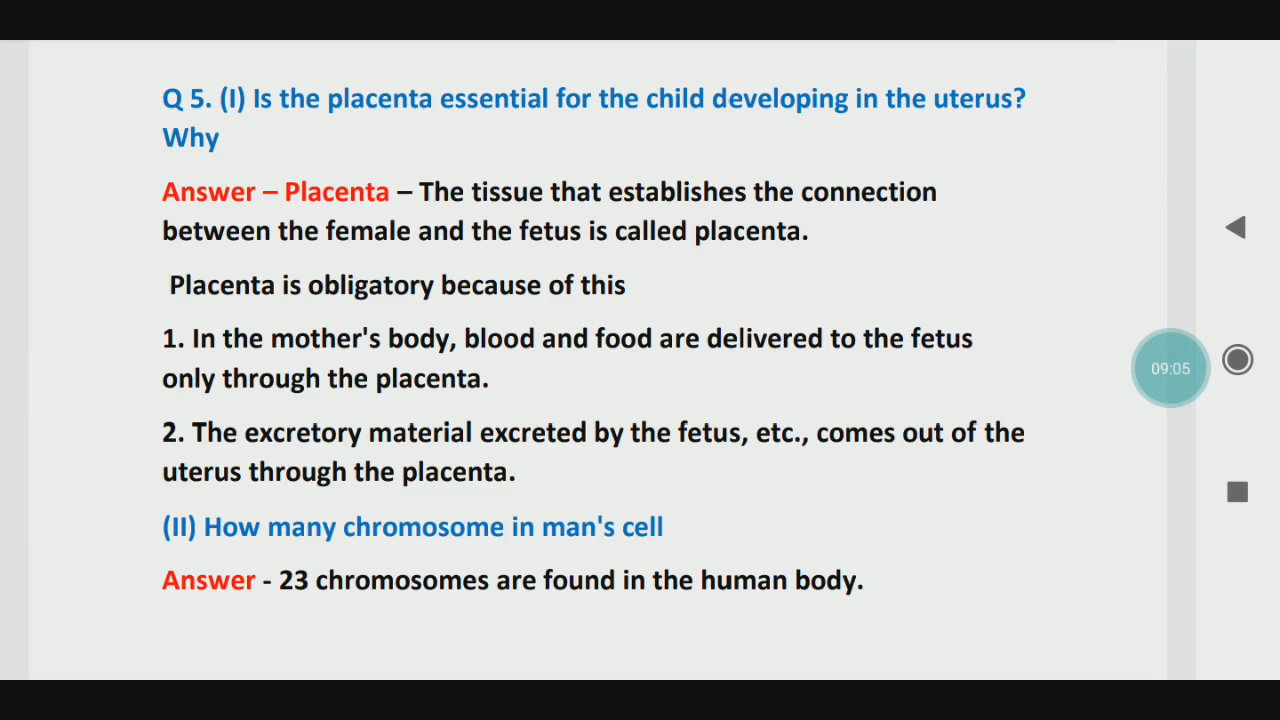 Q 5. (I) Is the placenta essential for the child developing in the uterus?
Why
Answer – Placenta – The tissue that establishes the connection
between the female and the fetus is called placenta.
Placenta is obligatory because of this
1. In the mother's body, blood and food are delivered to the fetus
only through the placenta.
2. The excretory material excreted by the fetus, etc., comes out of the
uterus through the placenta.
(II) How many chromosome in man's cell
Answer - 23 chromosomes are found in the human body.
09:05